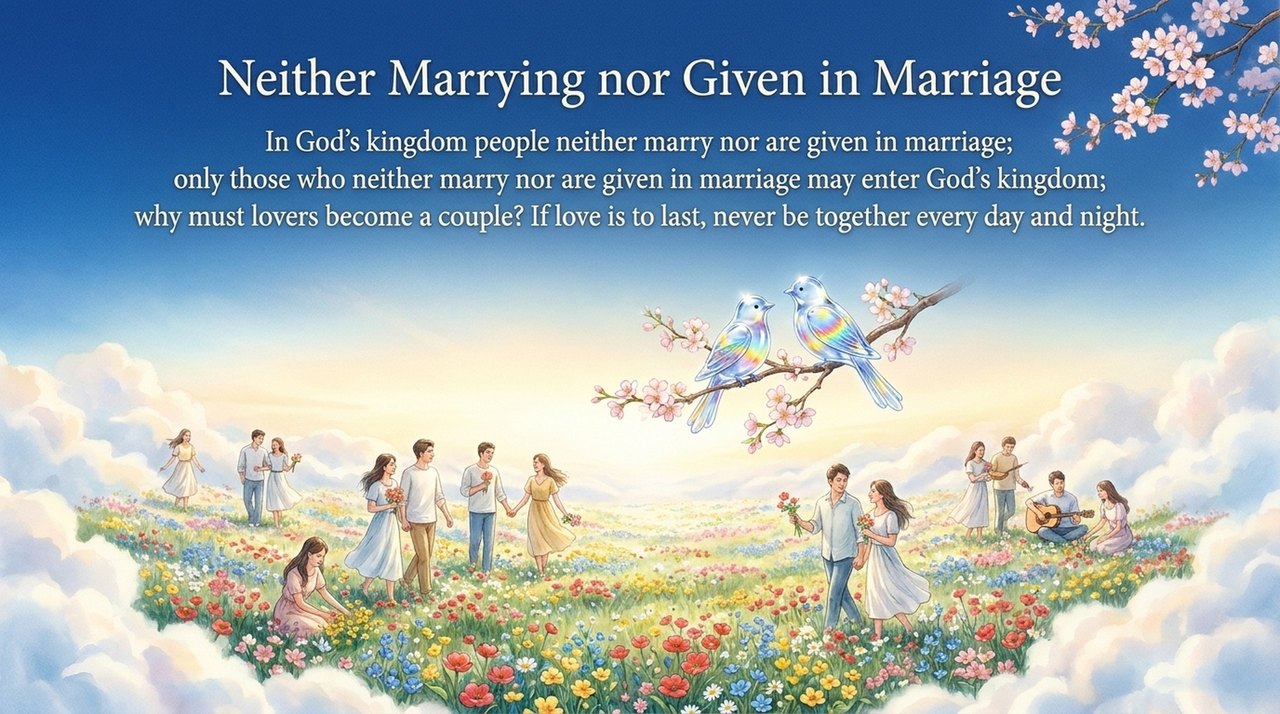 Neither Marrying nor Given in Marriage
In God’s kingdom people neither marry nor are given in marriage;
only those who neither marry nor are given in marriage may enter God’s kingdom;
why must lovers become a couple? If love is to last, never be together every day and night.